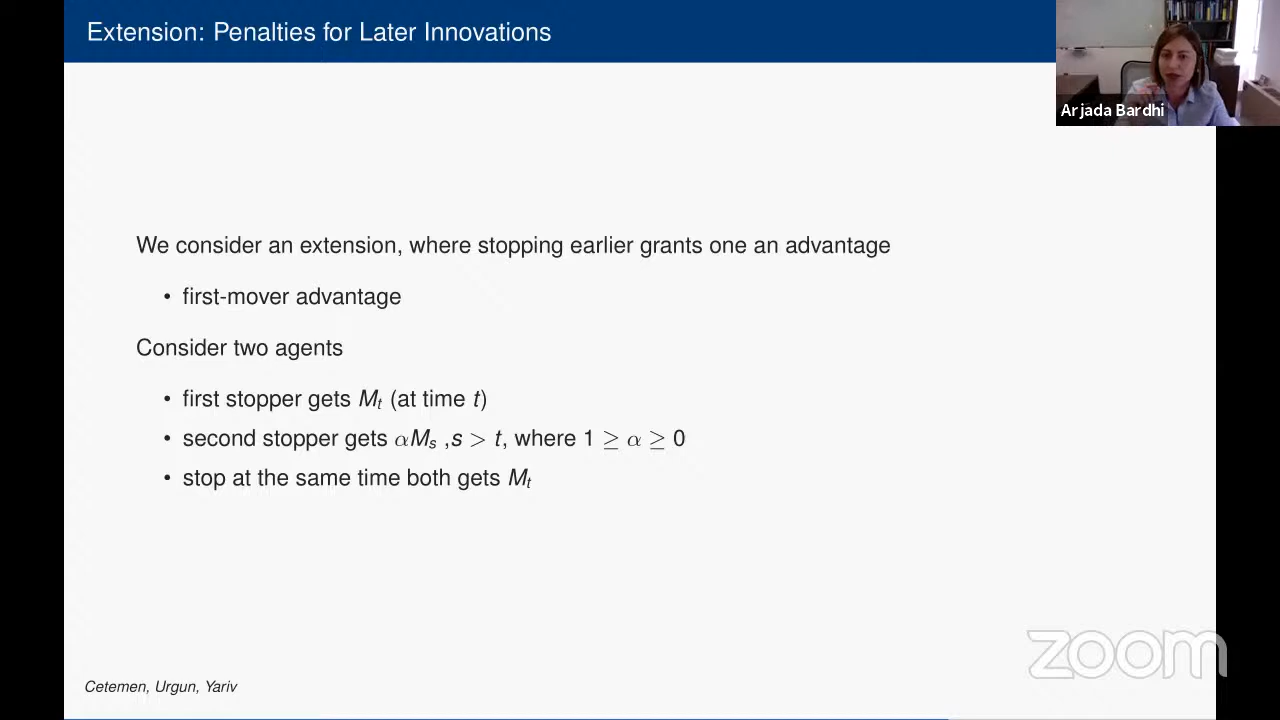 Extension: Penalties for Later Innovations
Arjada Bardhi
We consider an extension, where stopping earlier grants one an advantage
• first-mover advantage
Consider two agents
• first stopper gets Mₜ (at time t)
• second stopper gets αMₛ ,s > t, where 1 ≥ α ≥ 0
• stop at the same time both gets Mₜ
zoom
Cetemen, Urgun, Yariv